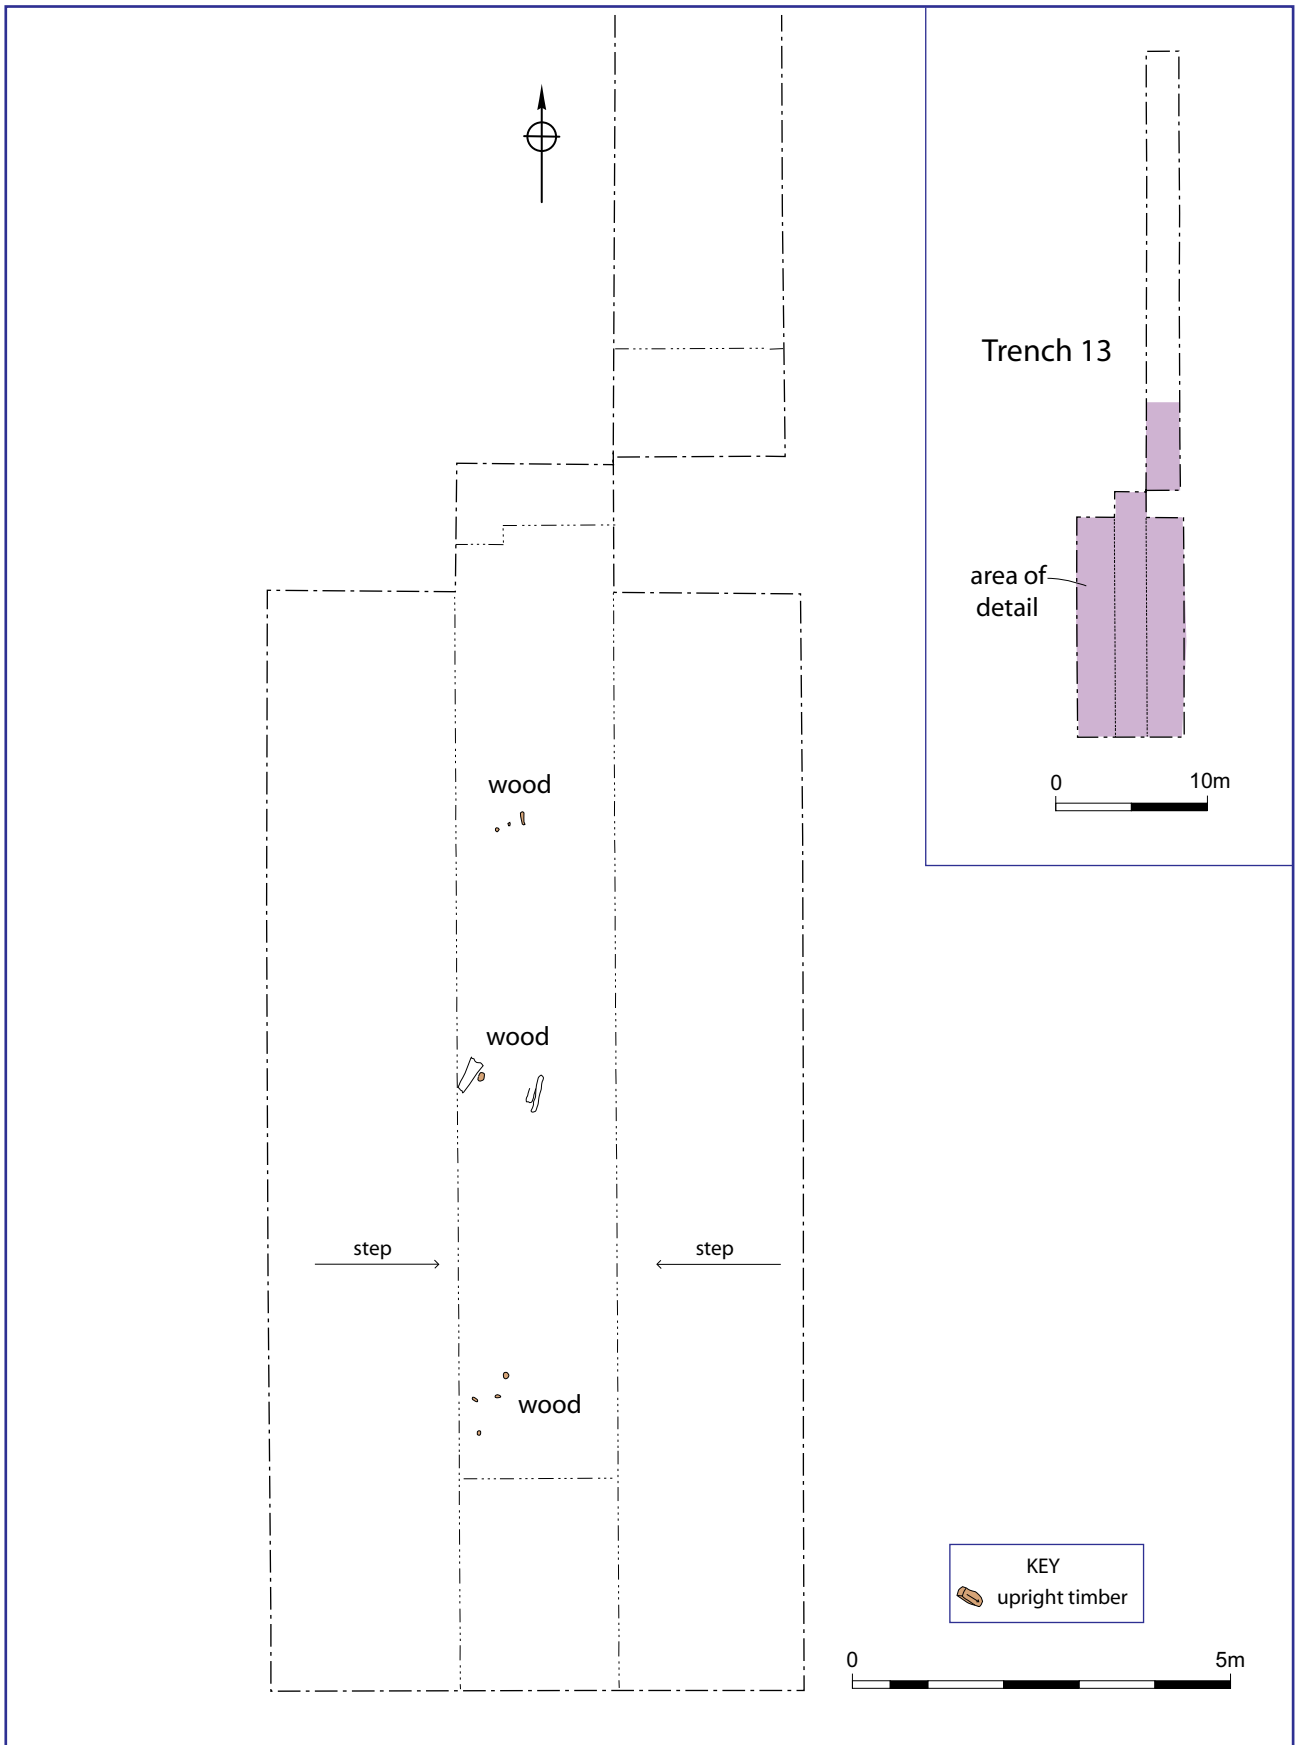 Trench 13
area of
detail
0 10m
wood
wood
step step
wood
KEY
upright timber
0 5m